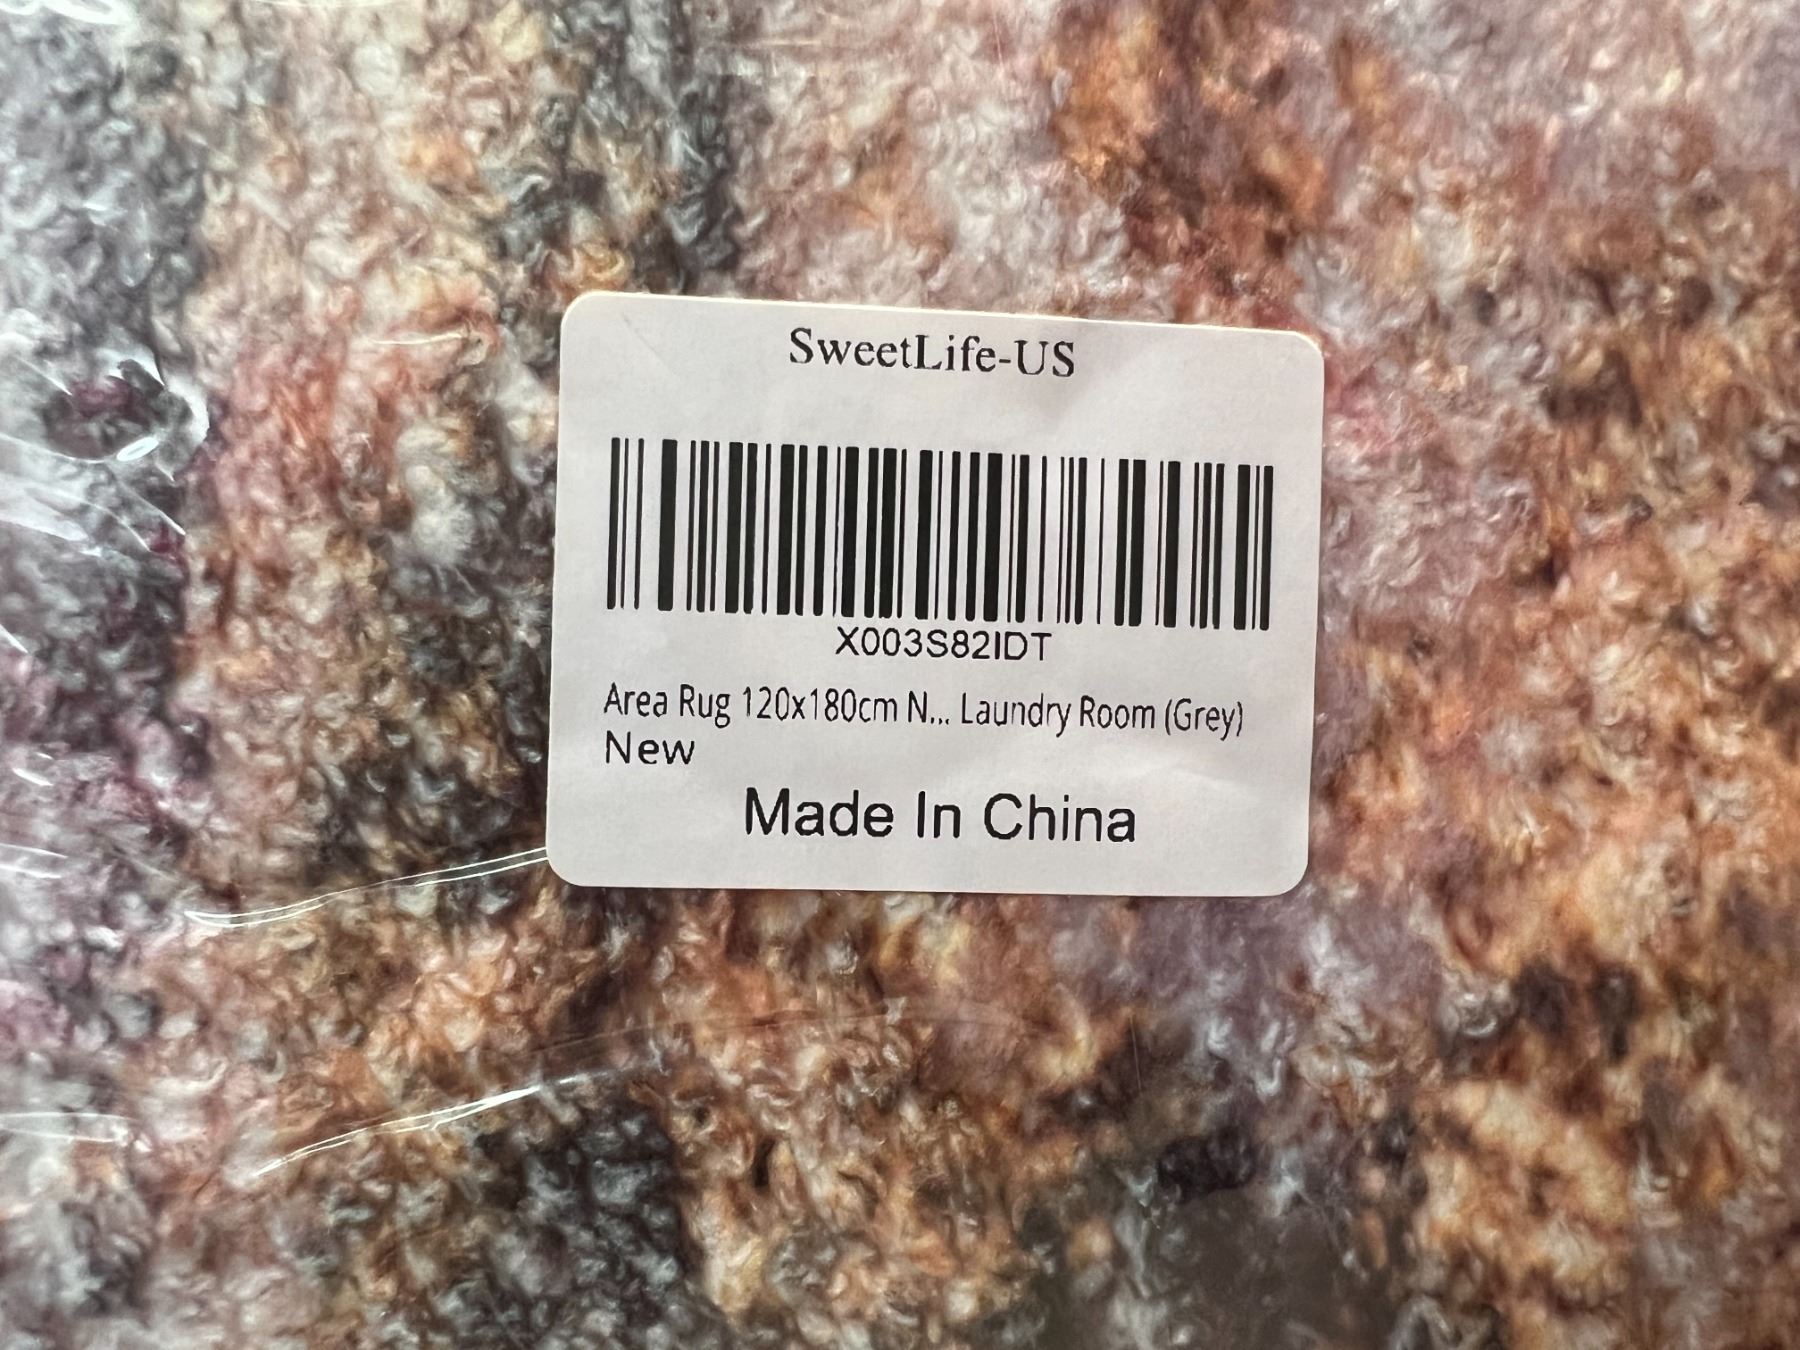 SweetLife-US
X003S82IDT
Area Rug 120x180cm N... Laundry Room (Grey)
New
Made In China